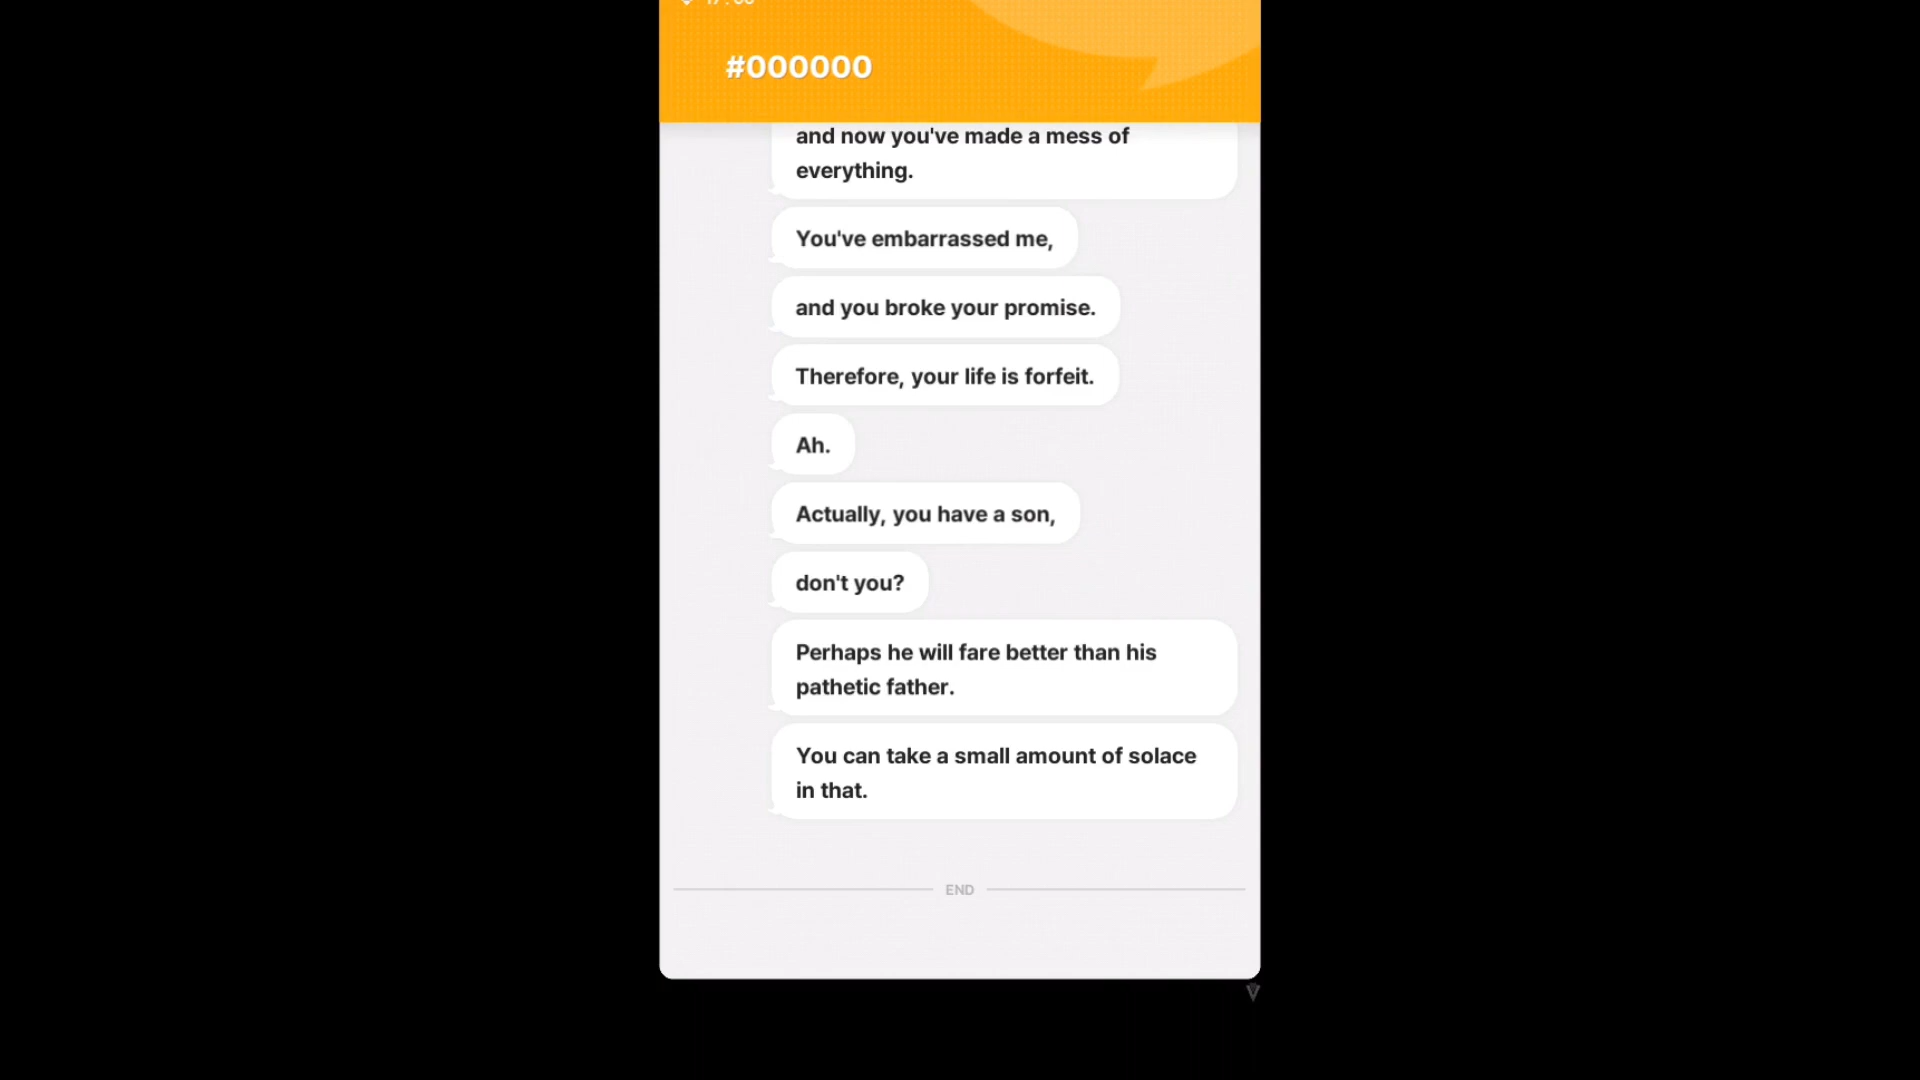 #000000
and now you've made a mess of
everything.
You've embarrassed me,
and you broke your promise.
Therefore, your life is forfeit.
Ah.
Actually, you have a son,
don't you?
Perhaps he will fare better than his
pathetic father.
You can take a small amount of solace
in that.
END